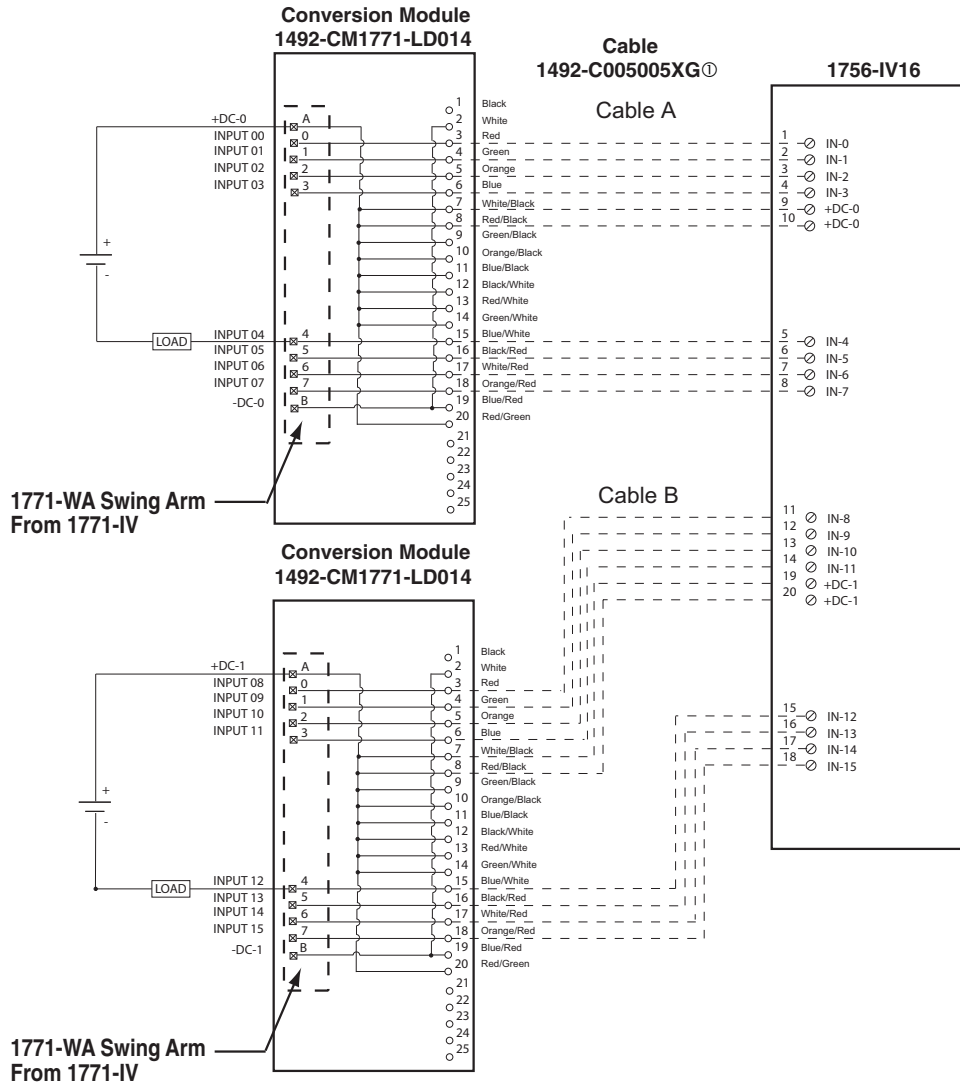 Conversion Module
1492-CM1771-LD014
Cable
1492-C005005XG①
1756-IV16
Cable A
+DC-0
INPUT 00
INPUT 01
INPUT 02
INPUT 03
A
0
1
2
3
+
-
LOAD
INPUT 04
INPUT 05
INPUT 06
INPUT 07
-DC-0
4
5
6
7
B
1 Black
2 White
3 Red
4 Green
5 Orange
6 Blue
7 White/Black
8 Red/Black
9 Green/Black
10 Orange/Black
11 Blue/Black
12 Black/White
13 Red/White
14 Green/White
15 Blue/White
16 Black/Red
17 White/Red
18 Orange/Red
19 Blue/Red
20 Red/Green
21
22
23
24
25
1 IN-0
2 IN-1
3 IN-2
4 IN-3
9 +DC-0
10 +DC-0
5 IN-4
6 IN-5
7 IN-6
8 IN-7
1771-WA Swing Arm
From 1771-IV
Cable B
11 IN-8
12 IN-9
13 IN-10
14 IN-11
19 +DC-1
20 +DC-1
15 IN-12
16 IN-13
17 IN-14
18 IN-15
Conversion Module
1492-CM1771-LD014
+DC-1
INPUT 08
INPUT 09
INPUT 10
INPUT 11
A
0
1
2
3
+
-
LOAD
INPUT 12
INPUT 13
INPUT 14
INPUT 15
-DC-1
4
5
6
7
B
1 Black
2 White
3 Red
4 Green
5 Orange
6 Blue
7 White/Black
8 Red/Black
9 Green/Black
10 Orange/Black
11 Blue/Black
12 Black/White
13 Red/White
14 Green/White
15 Blue/White
16 Black/Red
17 White/Red
18 Orange/Red
19 Blue/Red
20 Red/Green
21
22
23
24
25
1771-WA Swing Arm
From 1771-IV